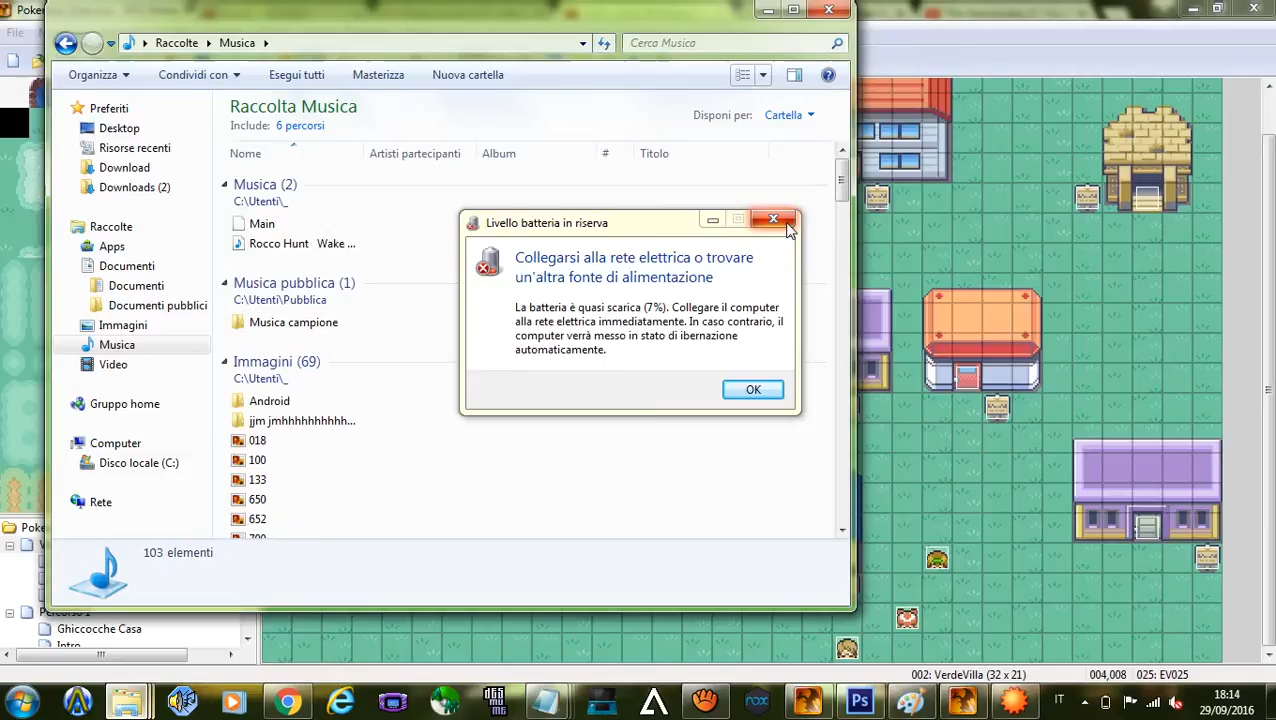 Raccolte
Musica
Cerca Musica
File
Organizza
Condividi con
Esegui tutti
Masterizza
Nuova cartella
Preferiti
Desktop
Risorse recenti
Download
Downloads (2)
Raccolte
Apps
Documenti
Documenti
Documenti pubblici
Immagini
Musica
Video
Gruppo home
Computer
Disco locale (C:)
Rete
Raccolta Musica
Include: 6 percorsi
Disponi per: Cartella
Nome
Artisti partecipanti
Album
#
Titolo
Musica (2)
C:\Utenti\_
Main
Rocco Hunt Wake ...
Musica pubblica (1)
C:\Utenti\Pubblica
Musica campione
Immagini (69)
C:\Utenti\_
Android
jjm jmhhhhhhhhhh...
018
100
133
650
652
103 elementi
Livello batteria in riserva
Collegarsi alla rete elettrica o trovare
un'altra fonte di alimentazione
La batteria è quasi scarica (7%). Collegare il computer
alla rete elettrica immediatamente. In caso contrario, il
computer verrà messo in stato di ibernazione
automaticamente.
OK
Ghiccocche Casa
Intro
002: VerdeVilla (32 x 21)
004,008
025: EV025
nox
Ps
IT
18:14
29/09/2016